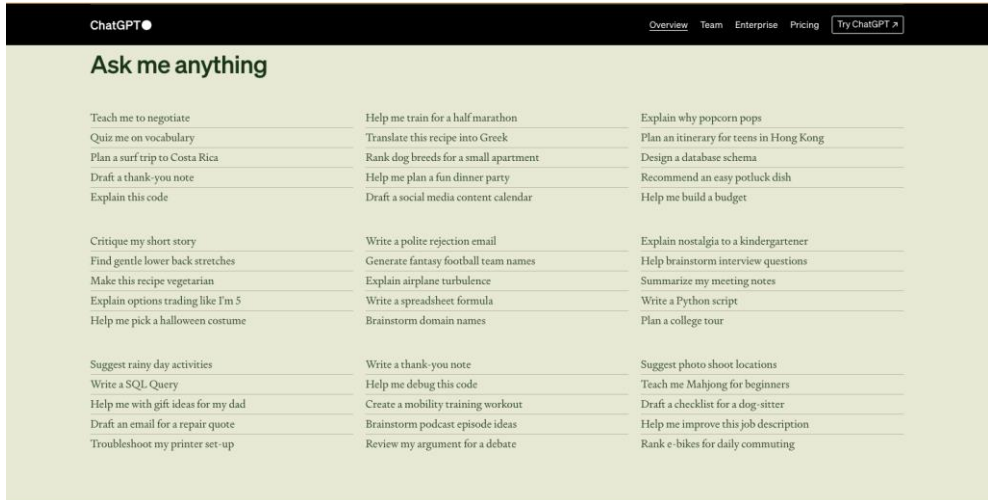 ChatGPT
Overview Team Enterprise Pricing Try ChatGPT ↗
Ask me anything
Teach me to negotiate
Quiz me on vocabulary
Plan a surf trip to Costa Rica
Draft a thank-you note
Explain this code
Help me train for a half marathon
Translate this recipe into Greek
Rank dog breeds for a small apartment
Help me plan a fun dinner party
Draft a social media content calendar
Explain why popcorn pops
Plan an itinerary for teens in Hong Kong
Design a database schema
Recommend an easy potluck dish
Help me build a budget
Critique my short story
Find gentle lower back stretches
Make this recipe vegetarian
Explain options trading like I'm 5
Help me pick a halloween costume
Write a polite rejection email
Generate fantasy football team names
Explain airplane turbulence
Write a spreadsheet formula
Brainstorm domain names
Explain nostalgia to a kindergartener
Help brainstorm interview questions
Summarize my meeting notes
Write a Python script
Plan a college tour
Suggest rainy day activities
Write a SQL Query
Help me with gift ideas for my dad
Draft an email for a repair quote
Troubleshoot my printer set-up
Write a thank-you note
Help me debug this code
Create a mobility training workout
Brainstorm podcast episode ideas
Review my argument for a debate
Suggest photo shoot locations
Teach me Mahjong for beginners
Draft a checklist for a dog-sitter
Help me improve this job description
Rank e-bikes for daily commuting